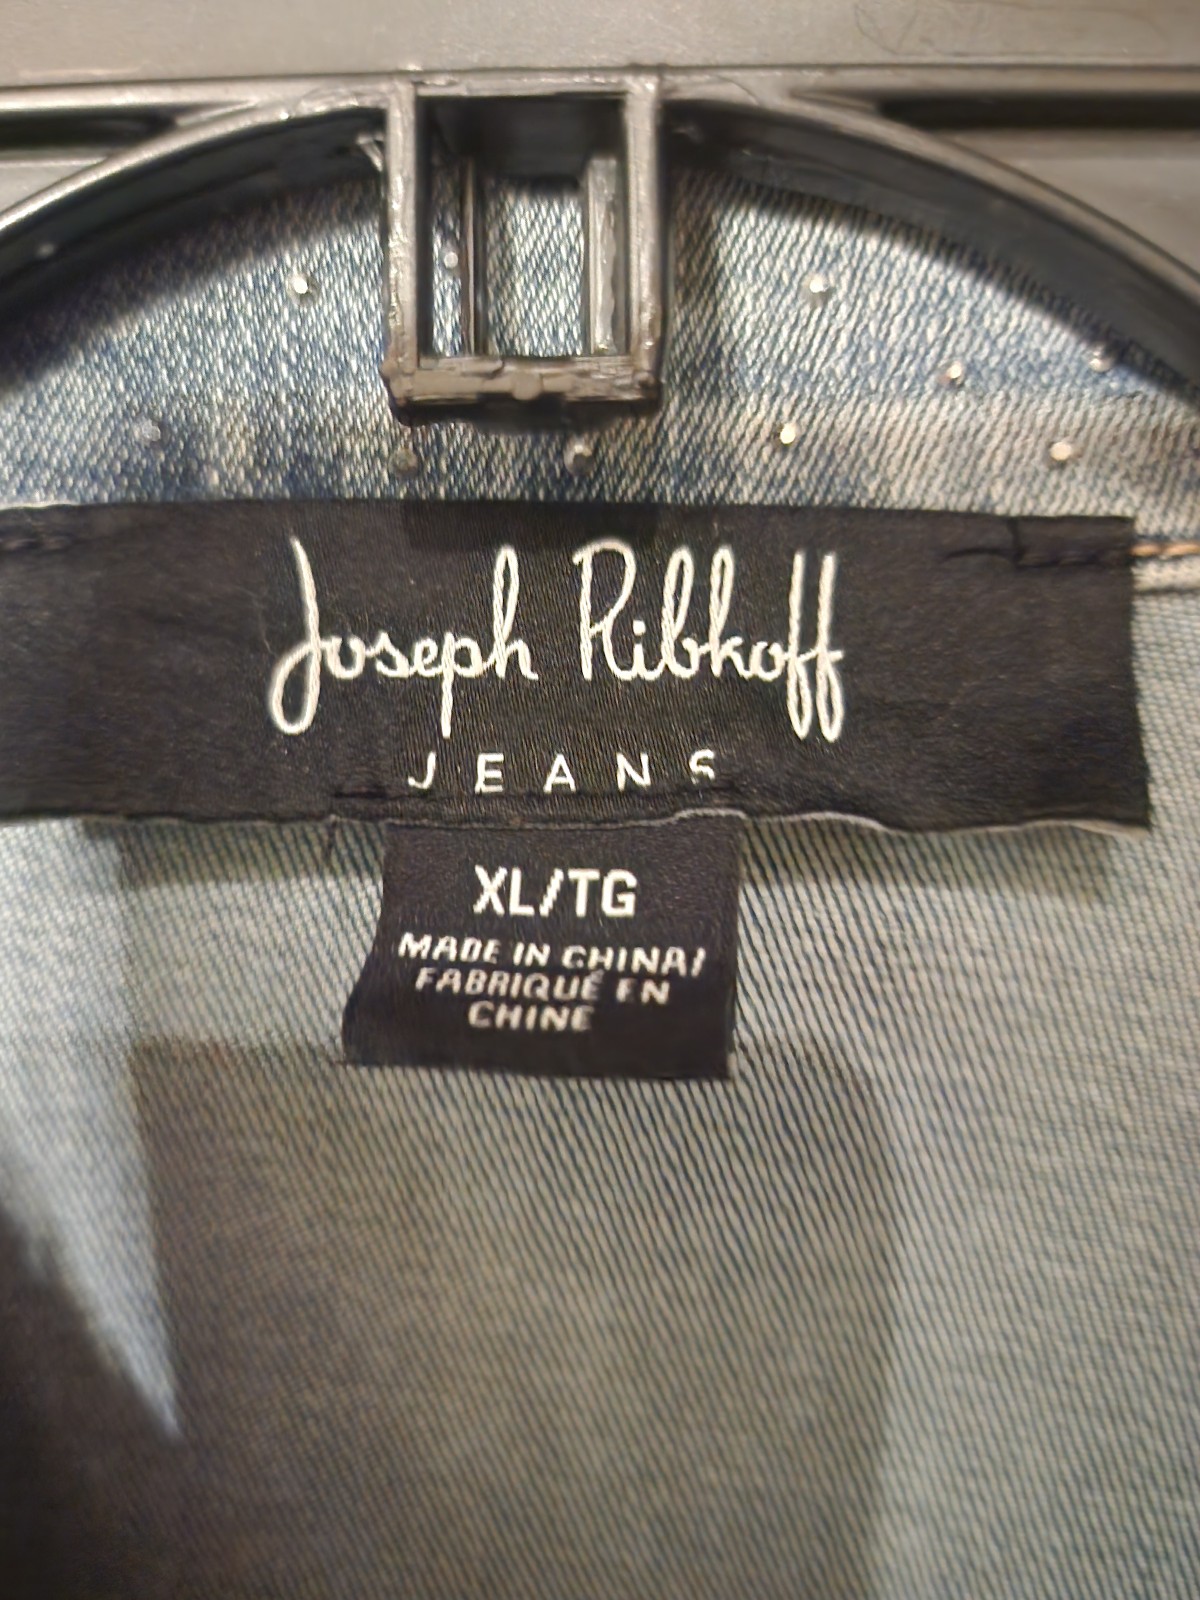 Joseph Ribkoff
JEANS
XL/TG
MADE IN CHINA/
FABRIQUÉ EN
CHINE